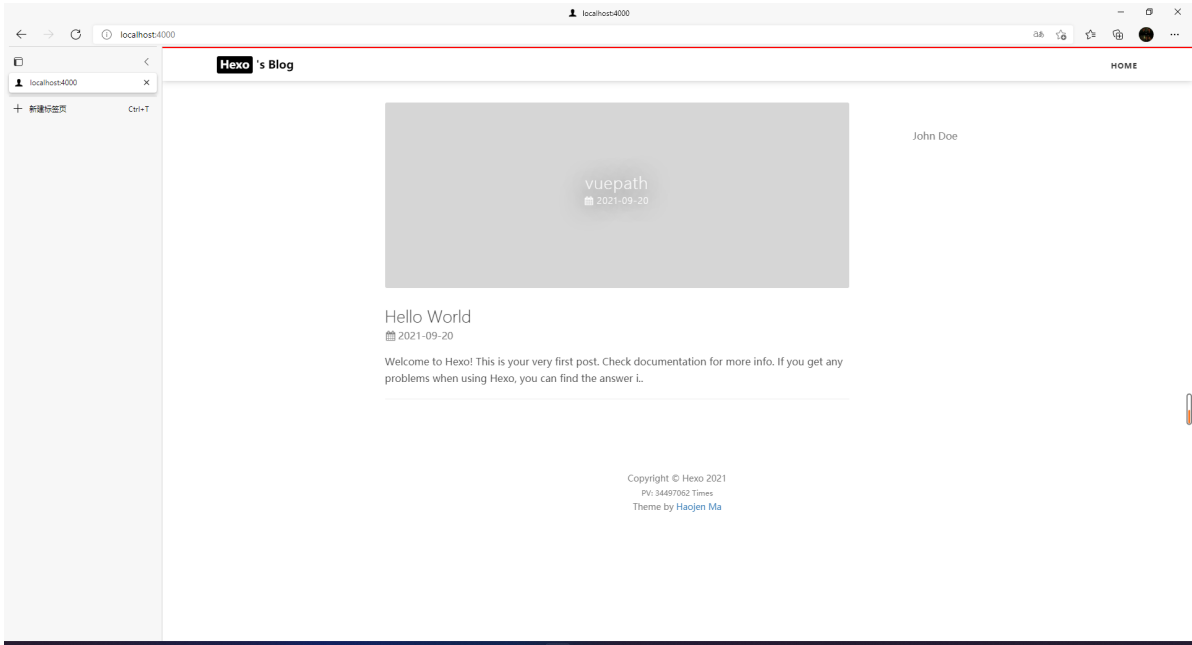 localhost:4000
localhost:4000
localhost:4000
新建标签页 Ctrl+T
Hexo 's Blog
HOME
vuepath
2021-09-20
John Doe
Hello World
2021-09-20
Welcome to Hexo! This is your very first post. Check documentation for more info. If you get any
problems when using Hexo, you can find the answer i..
Copyright © Hexo 2021
PV: 34497062 Times
Theme by Haojen Ma